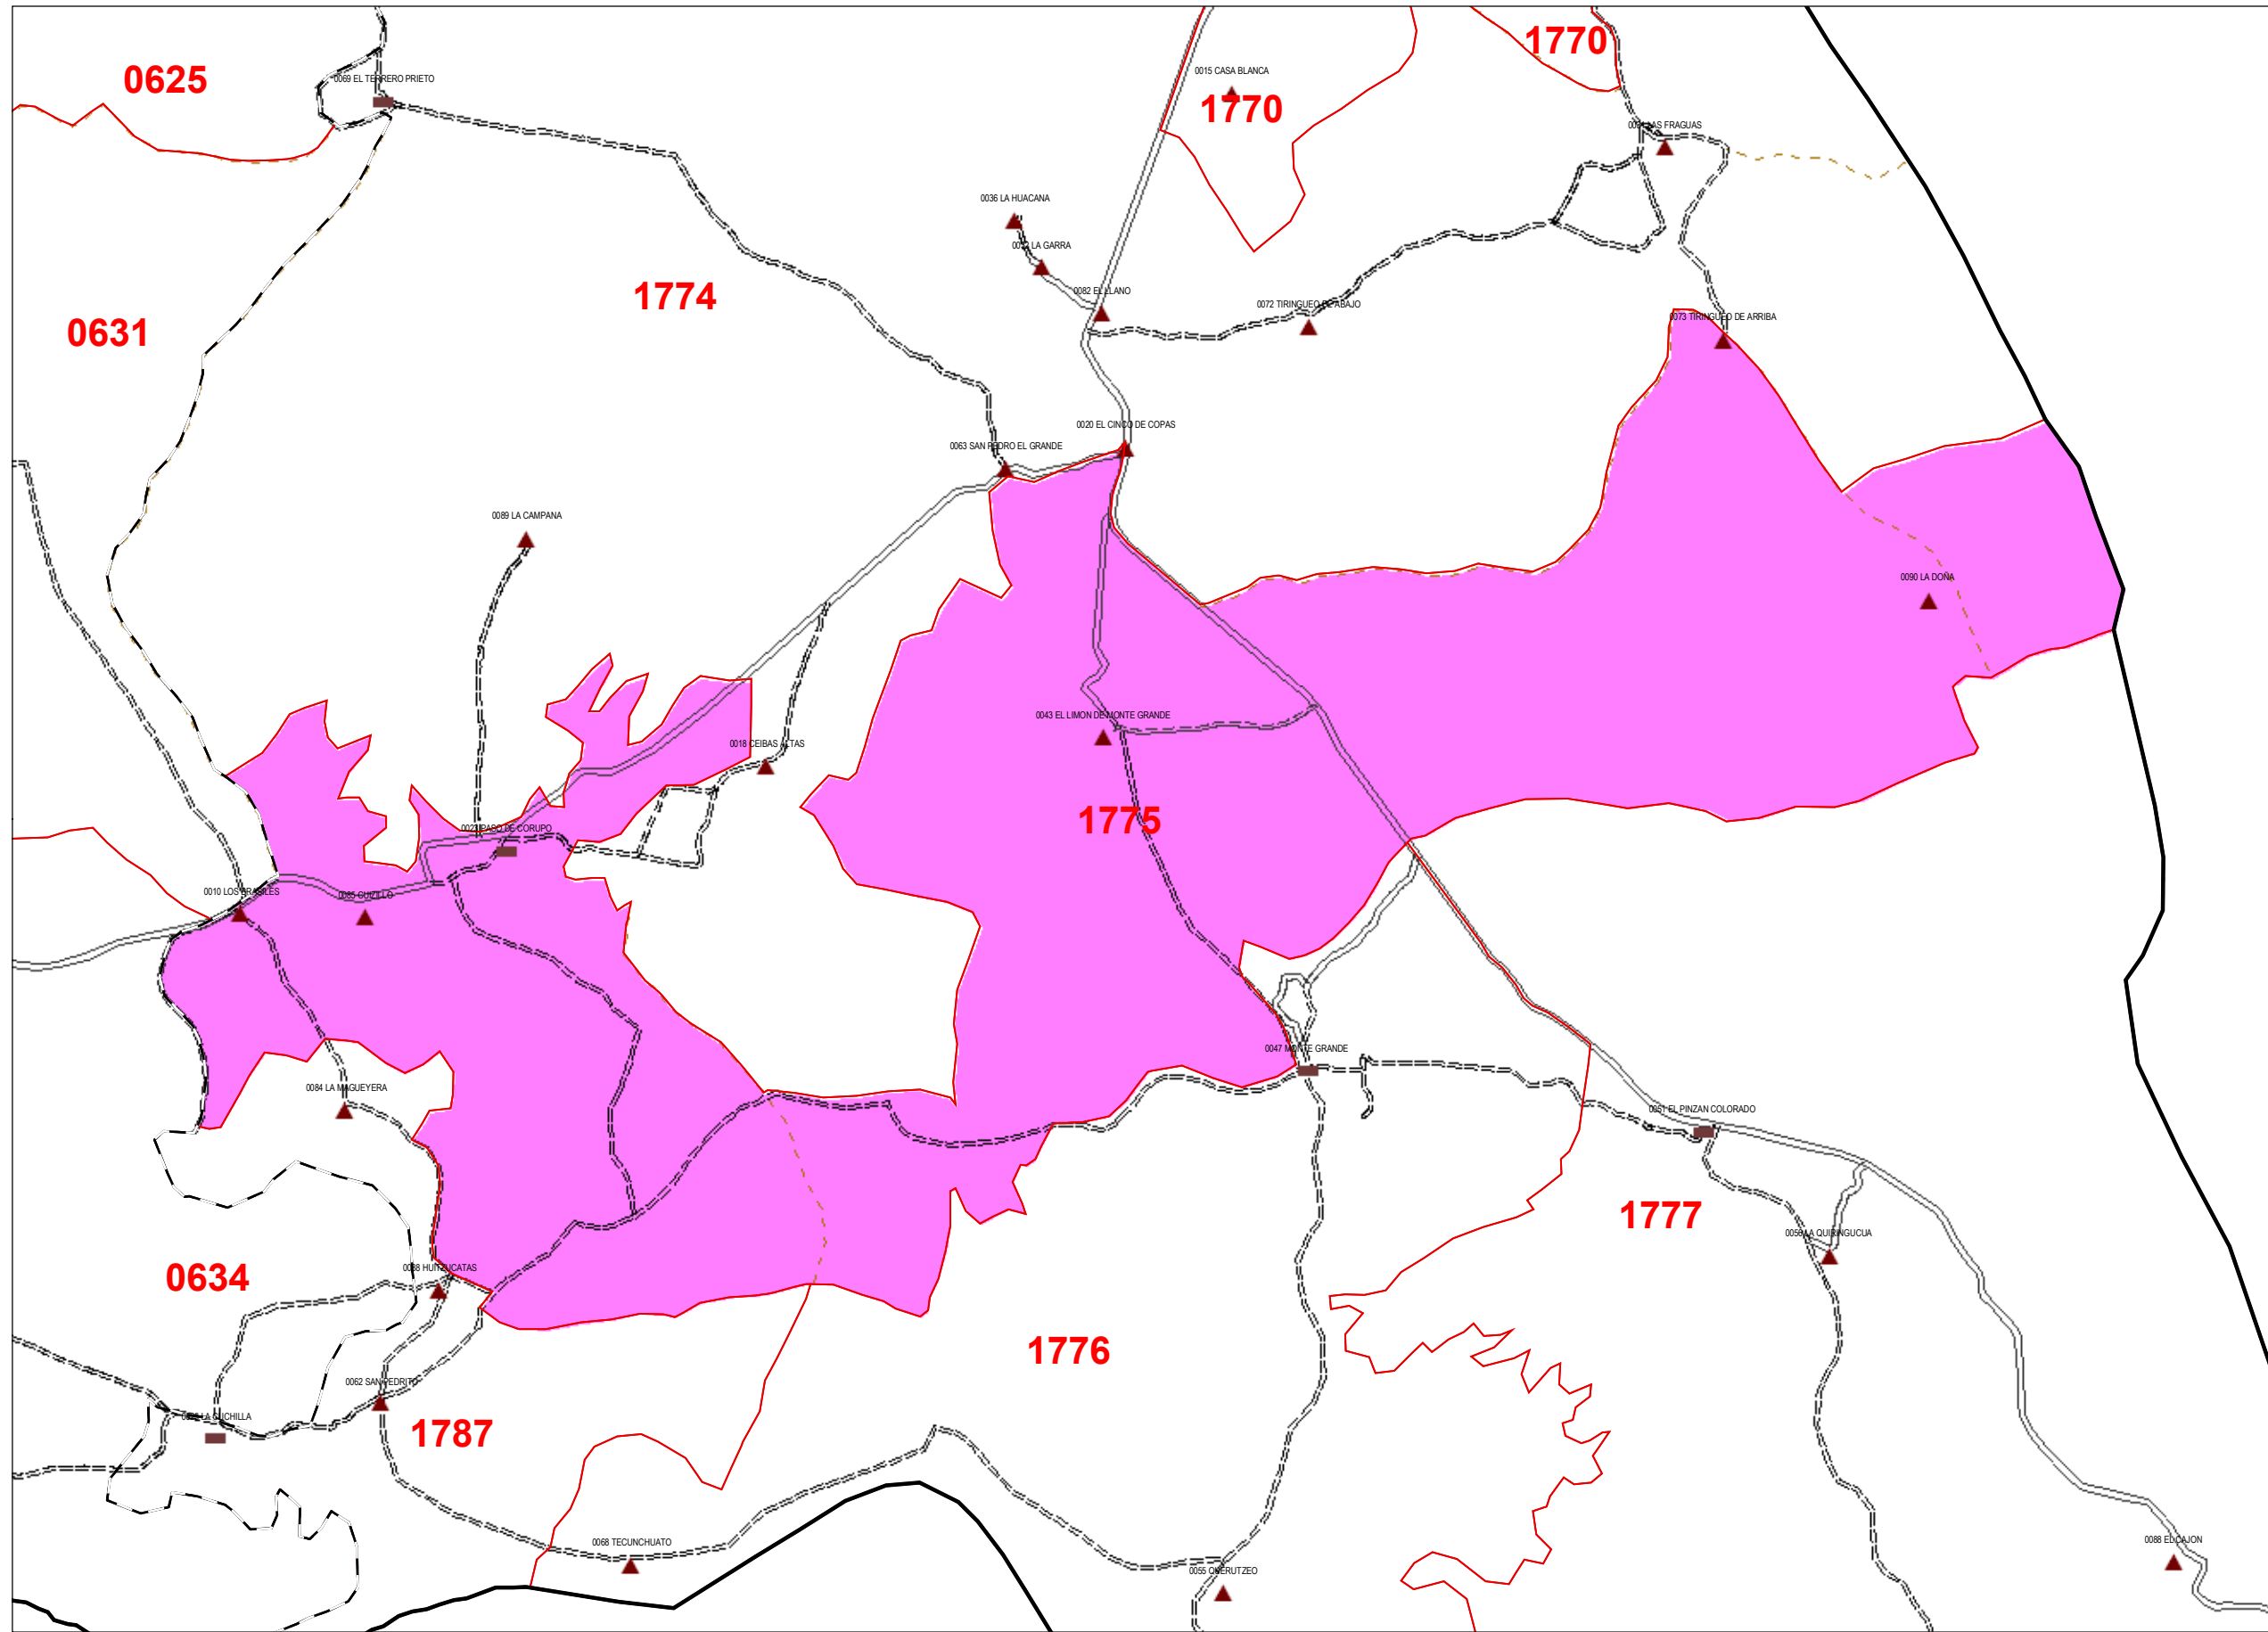 1770
0625
0069 EL TERRERO PRIETO
0015 CASA BLANCA
1770
LAS FRAGUAS
0036 LA HUACANA
LA GARRA
1774
0082 EL LLANO
0072 TIRINGUEO DE ABAJO
0073 TIRINGUEO DE ARRIBA
0631
0020 EL CINCO DE COPAS
0063 SAN PEDRO EL GRANDE
0089 LA CAMPANA
0090 LA DOÑA
0043 EL LIMON DE MONTE GRANDE
0018 CEIBAS ALTAS
1775
PASO DE CORUPO
0010 LOS BRASILES
0085 CUIZILLO
0047 MONTE GRANDE
0084 LA MAGUEYERA
0051 EL PINZAN COLORADO
1777
LA QUIRINGUCUA
0038 HUITZUCATAS
0634
1776
0062 SAN PEDRITO
LA CUCHILLA
1787
0068 TECUNCHUATO
0088 EL CAJON
0055 QUERUTZEO